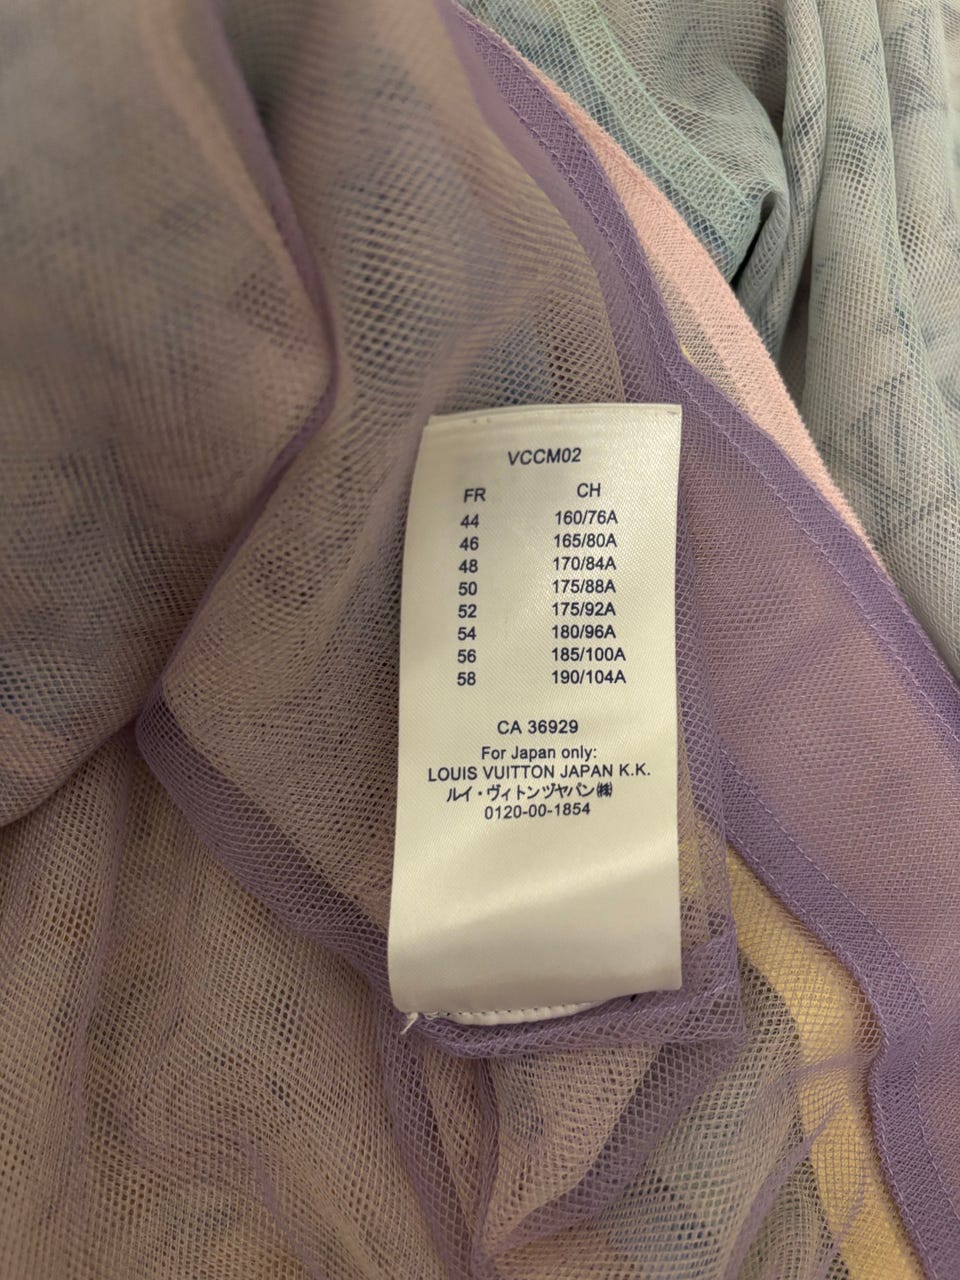 VCCM02
FR CH
44 160/76A
46 165/80A
48 170/84A
50 175/88A
52 175/92A
54 180/96A
56 185/100A
58 190/104A
CA 36929
For Japan only:
LOUIS VUITTON JAPAN K.K.
ルイ・ヴィトンジャパン㈱
0120-00-1854